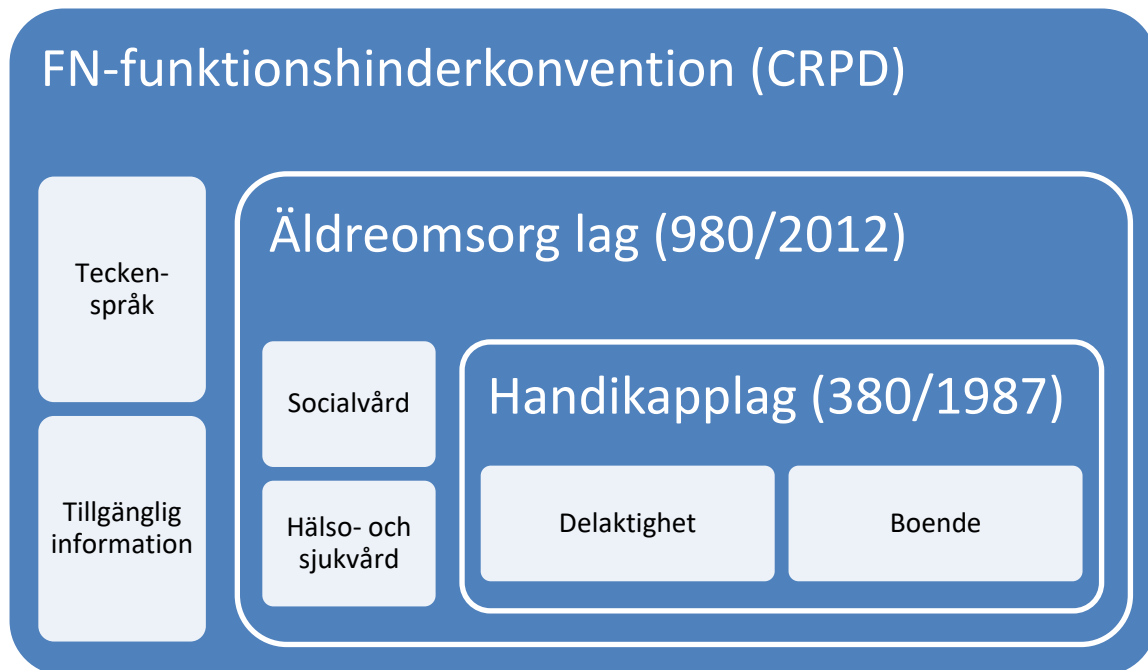 FN-funktionshinderkonvention (CRPD)
Tecken-
språk
Tillgänglig
information
Äldreomsorg lag (980/2012)
Socialvård
Hälso- och
sjukvård
Handikapplag (380/1987)
Delaktighet
Boende